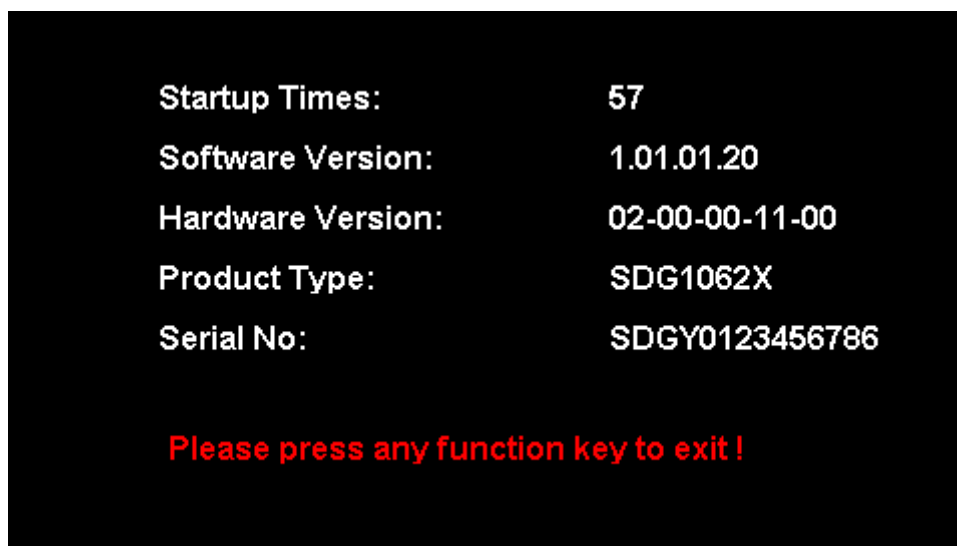 Startup Times: 57
Software Version: 1.01.01.20
Hardware Version: 02-00-00-11-00
Product Type: SDG1062X
Serial No: SDGY0123456786
Please press any function key to exit !